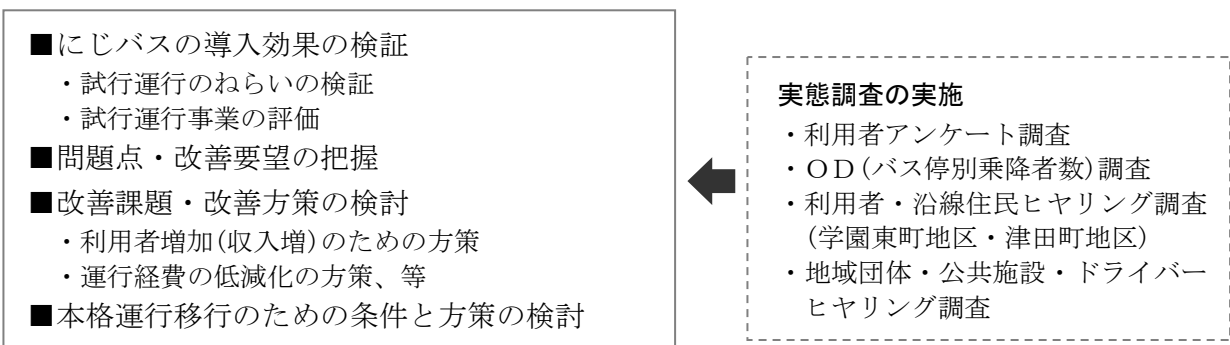 ■にじバスの導入効果の検証
・試行運行のねらいの検証
・試行運行事業の評価
■問題点・改善要望の把握
■改善課題・改善方策の検討
・利用者増加(収入増)のための方策
・運行経費の低減化の方策、等
■本格運行移行のための条件と方策の検討
実態調査の実施
・利用者アンケート調査
・ＯＤ(バス停別乗降者数)調査
・利用者・沿線住民ヒヤリング調査
(学園東町地区・津田町地区)
・地域団体・公共施設・ドライバー
ヒヤリング調査